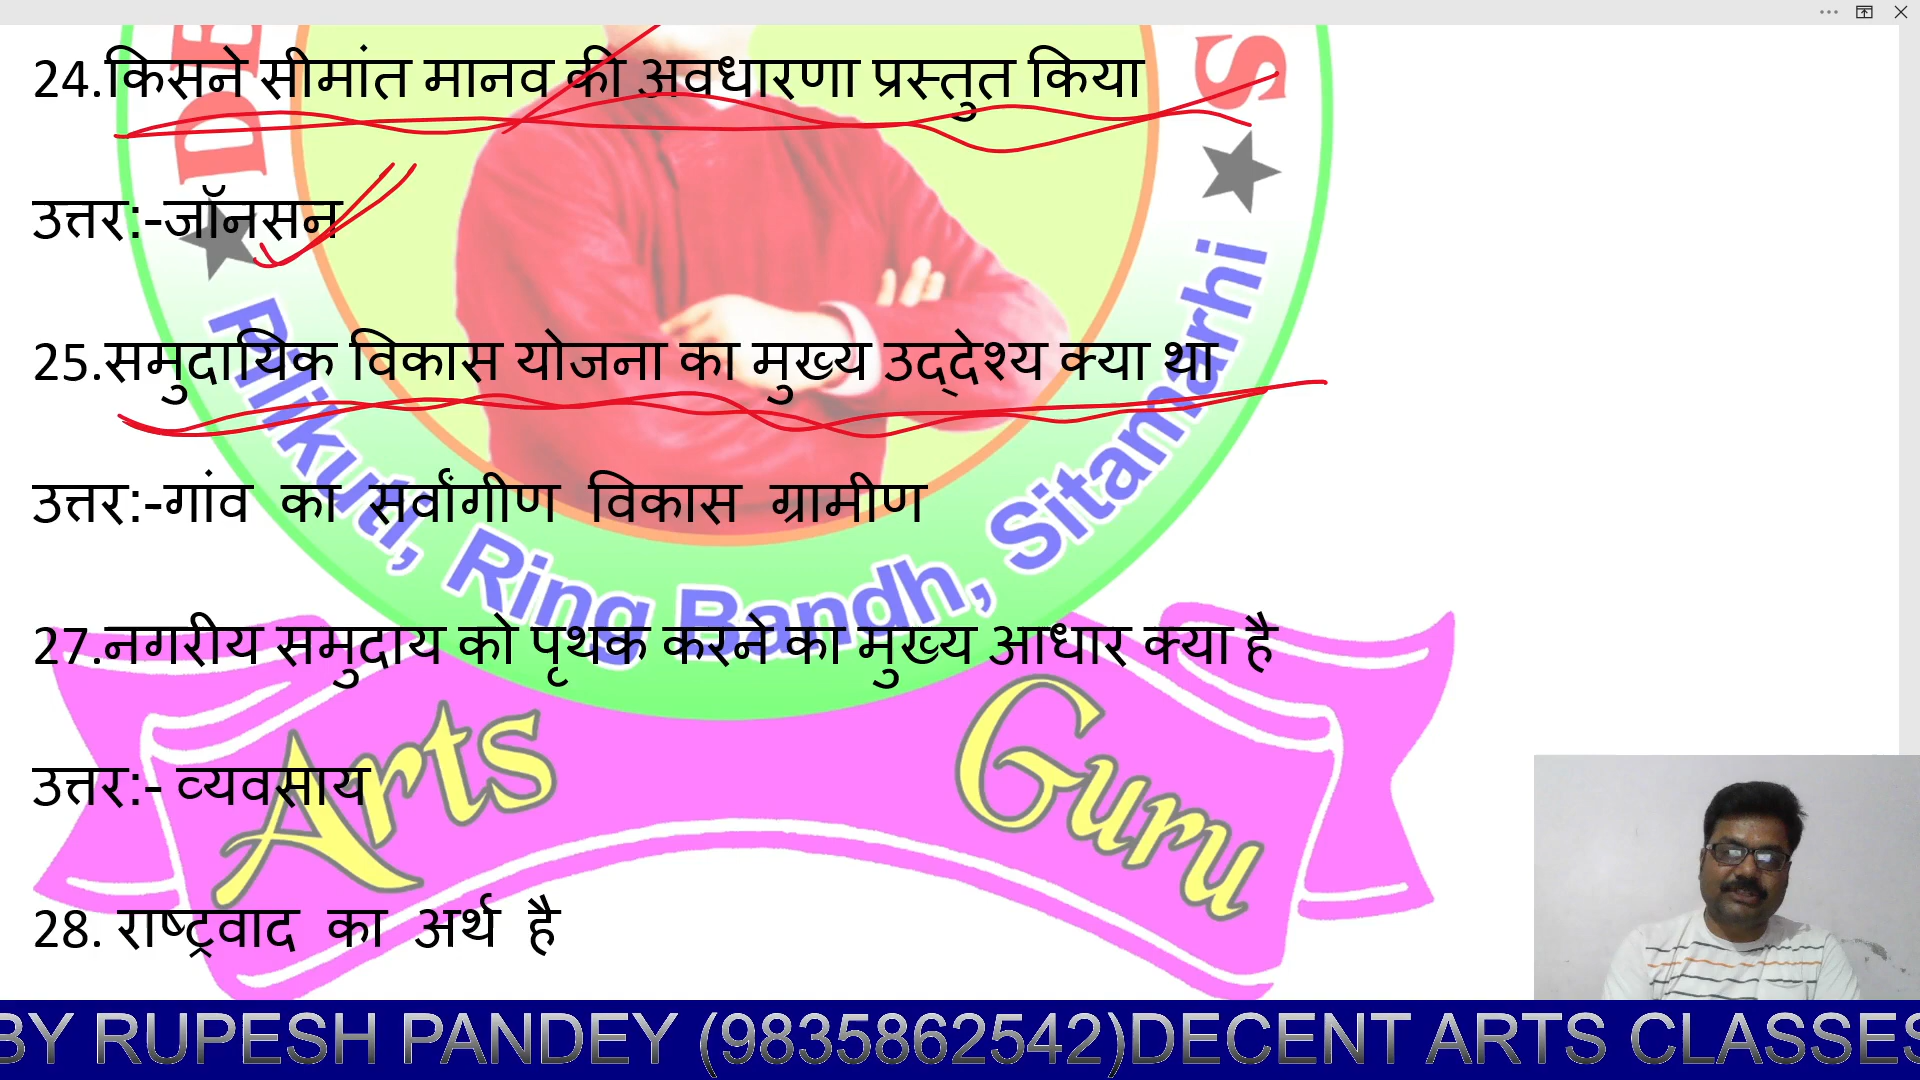 24.किसने सीमांत मानव की अवधारणा प्रस्तुत किया
उत्तर:-जॉनसन
25.समुदायिक विकास योजना का मुख्य उद्देश्य क्या था
उत्तर:-गांव का सर्वांगीण विकास ग्रामीण
27.नगरीय समुदाय को पृथक करने का मुख्य आधार क्या है
उत्तर:- व्यवसाय
28. राष्ट्रवाद का अर्थ है
DE
S
Pilikuti, Ring Bandh, Sitamarhi
Arts Guru
BY RUPESH PANDEY (9835862542)DECENT ARTS CLASSES